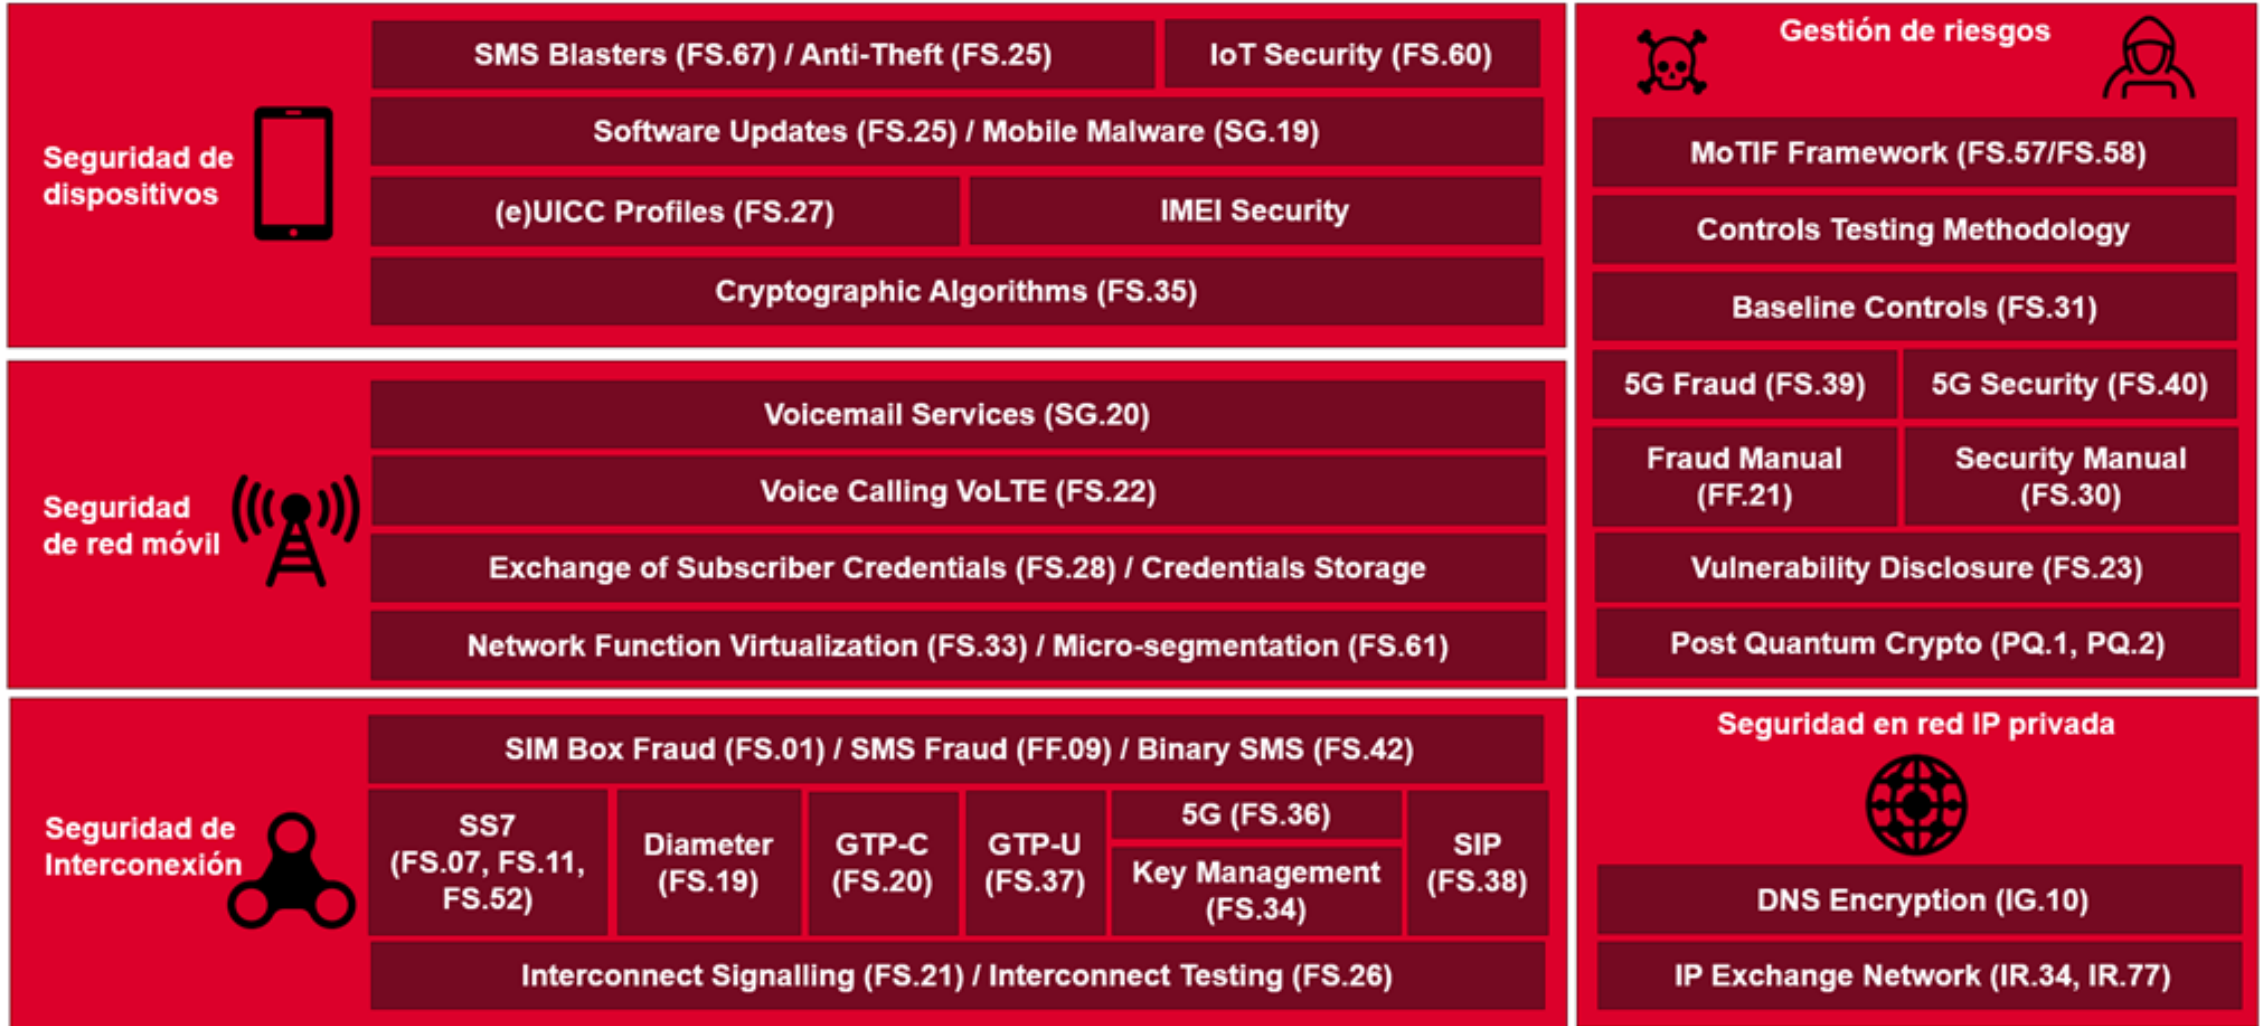 SMS Blasters (FS.67) / Anti-Theft (FS.25)
IoT Security (FS.60)
Software Updates (FS.25) / Mobile Malware (SG.19)
Seguridad de
dispositivos
(e)UICC Profiles (FS.27)
IMEI Security
Cryptographic Algorithms (FS.35)
Voicemail Services (SG.20)
Voice Calling VoLTE (FS.22)
Seguridad
de red móvil
Exchange of Subscriber Credentials (FS.28) / Credentials Storage
Network Function Virtualization (FS.33) / Micro-segmentation (FS.61)
SIM Box Fraud (FS.01) / SMS Fraud (FF.09) / Binary SMS (FS.42)
Seguridad de
Interconexión
SS7
(FS.07, FS.11,
FS.52)
Diameter
(FS.19)
GTP-C
(FS.20)
GTP-U
(FS.37)
5G (FS.36)
Key Management
(FS.34)
SIP
(FS.38)
Interconnect Signalling (FS.21) / Interconnect Testing (FS.26)
Gestión de riesgos
MoTIF Framework (FS.57/FS.58)
Controls Testing Methodology
Baseline Controls (FS.31)
5G Fraud (FS.39)
5G Security (FS.40)
Fraud Manual
(FF.21)
Security Manual
(FS.30)
Vulnerability Disclosure (FS.23)
Post Quantum Crypto (PQ.1, PQ.2)
Seguridad en red IP privada
DNS Encryption (IG.10)
IP Exchange Network (IR.34, IR.77)